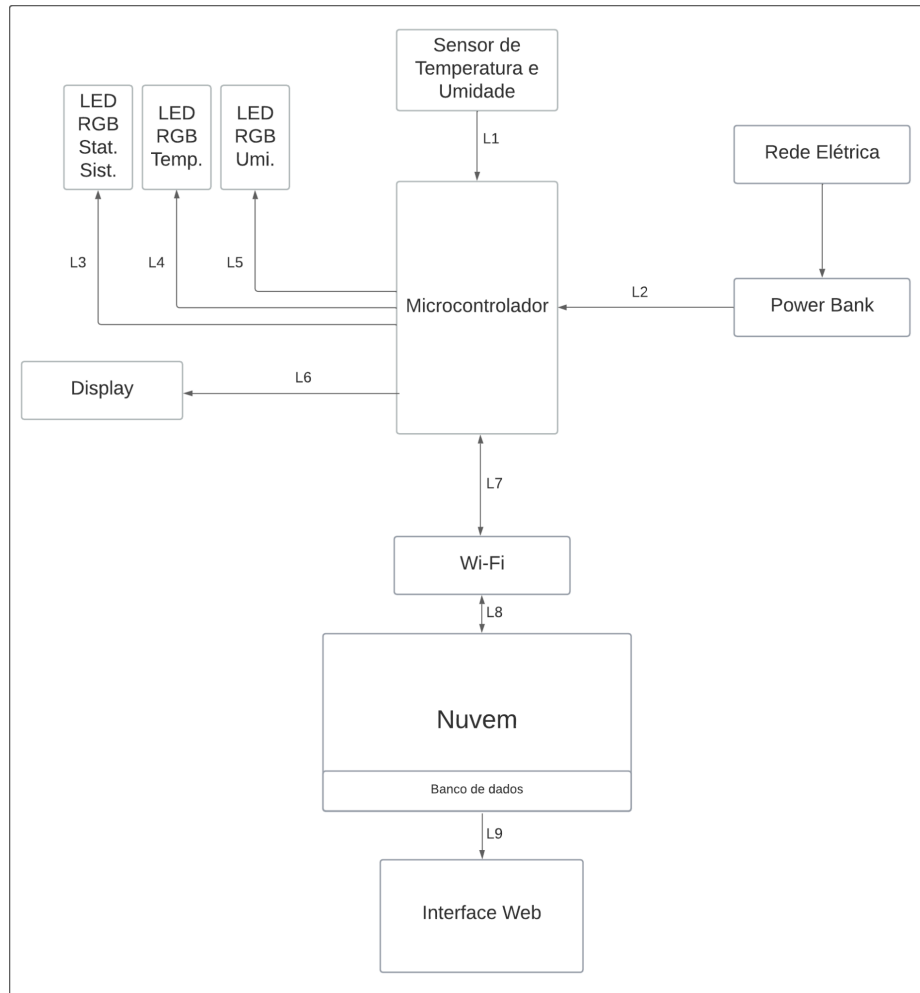 Sensor de
Temperatura e
Umidade
LED
RGB
Stat.
Sist.
LED
RGB
Temp.
LED
RGB
Umi.
L1
Rede Elétrica
L3
L4
L5
L2
Microcontrolador
Power Bank
L6
Display
L7
Wi-Fi
L8
Nuvem
Banco de dados
L9
Interface Web